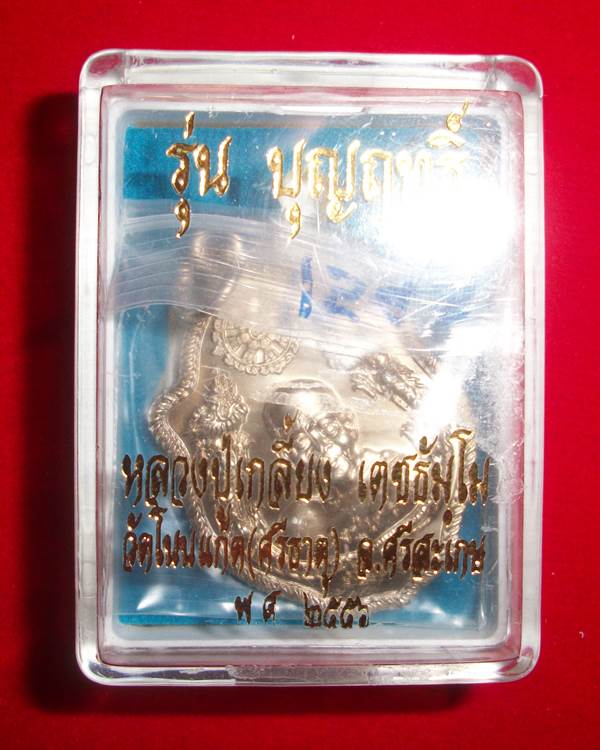 รุ่น บุญฤทธิ์
หลวงปู่เกลี้ยง เตชธัมฺโม
วัดโนนแกด(ศรีธาตุ) จ.ศรีสะเกษ
พ ศ ๒๕๕๖